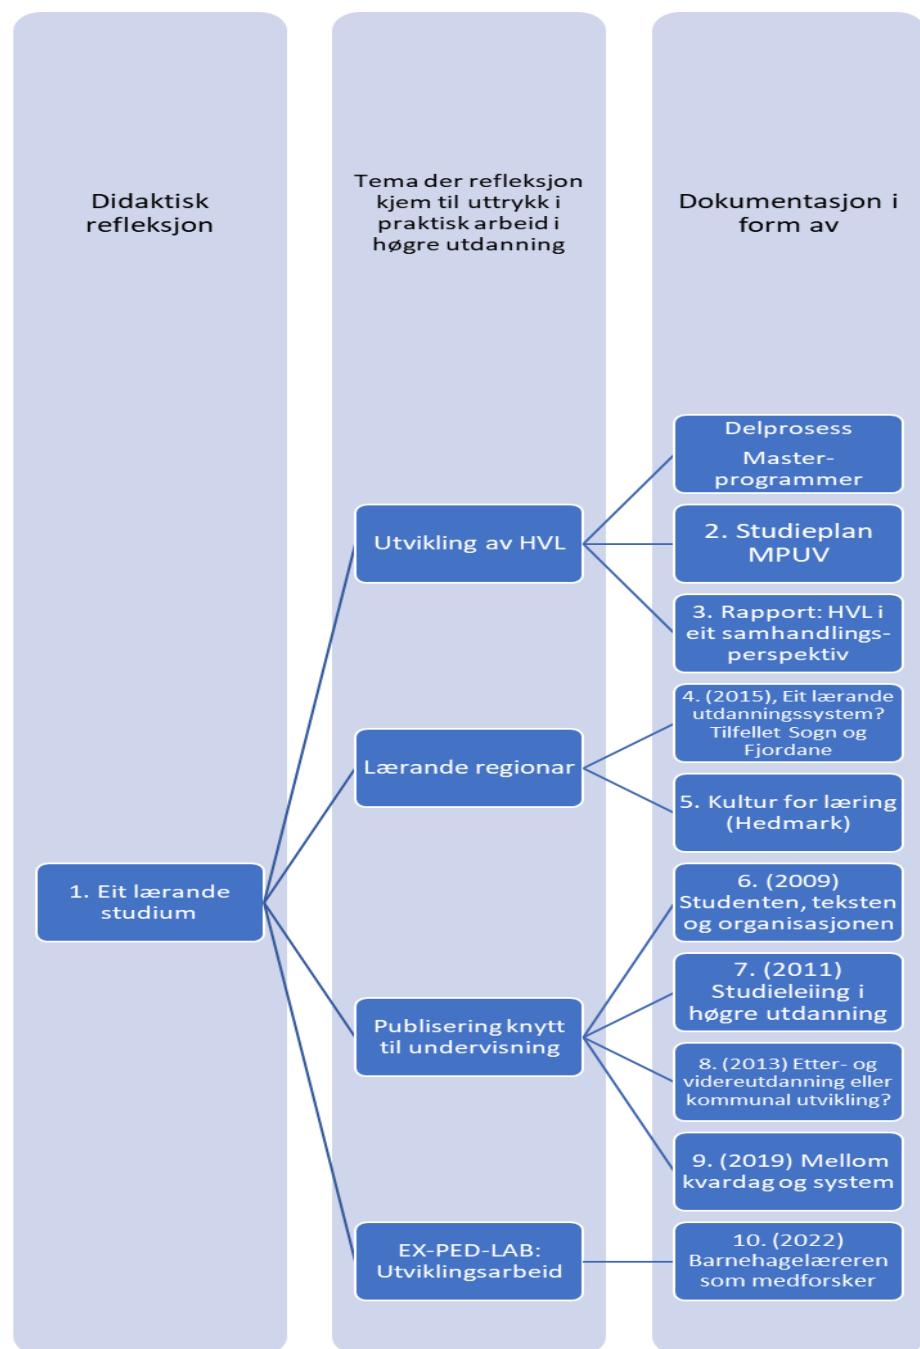 Didaktisk
refleksjon
Tema der refleksjon
kjem til uttrykk i
praktisk arbeid i
høgre utdanning
Dokumentasjon i
form av
1. Eit lærande
studium
Utvikling av HVL
Lærande regionar
Publisering knytt
til undervisning
EX-PED-LAB:
Utviklingsarbeid
Delprosess
Master-
programmer
2. Studieplan
MPUV
3. Rapport: HVL i
eit samhandlings-
perspektiv
4. (2015), Eit lærande
utdanningssystem?
Tilfellet Sogn og
Fjordane
5. Kultur for læring
(Hedmark)
6. (2009)
Studenten, teksten
og organisasjonen
7. (2011)
Studieleiing i
høgre utdanning
8. (2013) Etter- og
videreutdanning eller
kommunal utvikling?
9. (2019) Mellom
kvardag og system
10. (2022)
Barnehagelæreren
som medforsker